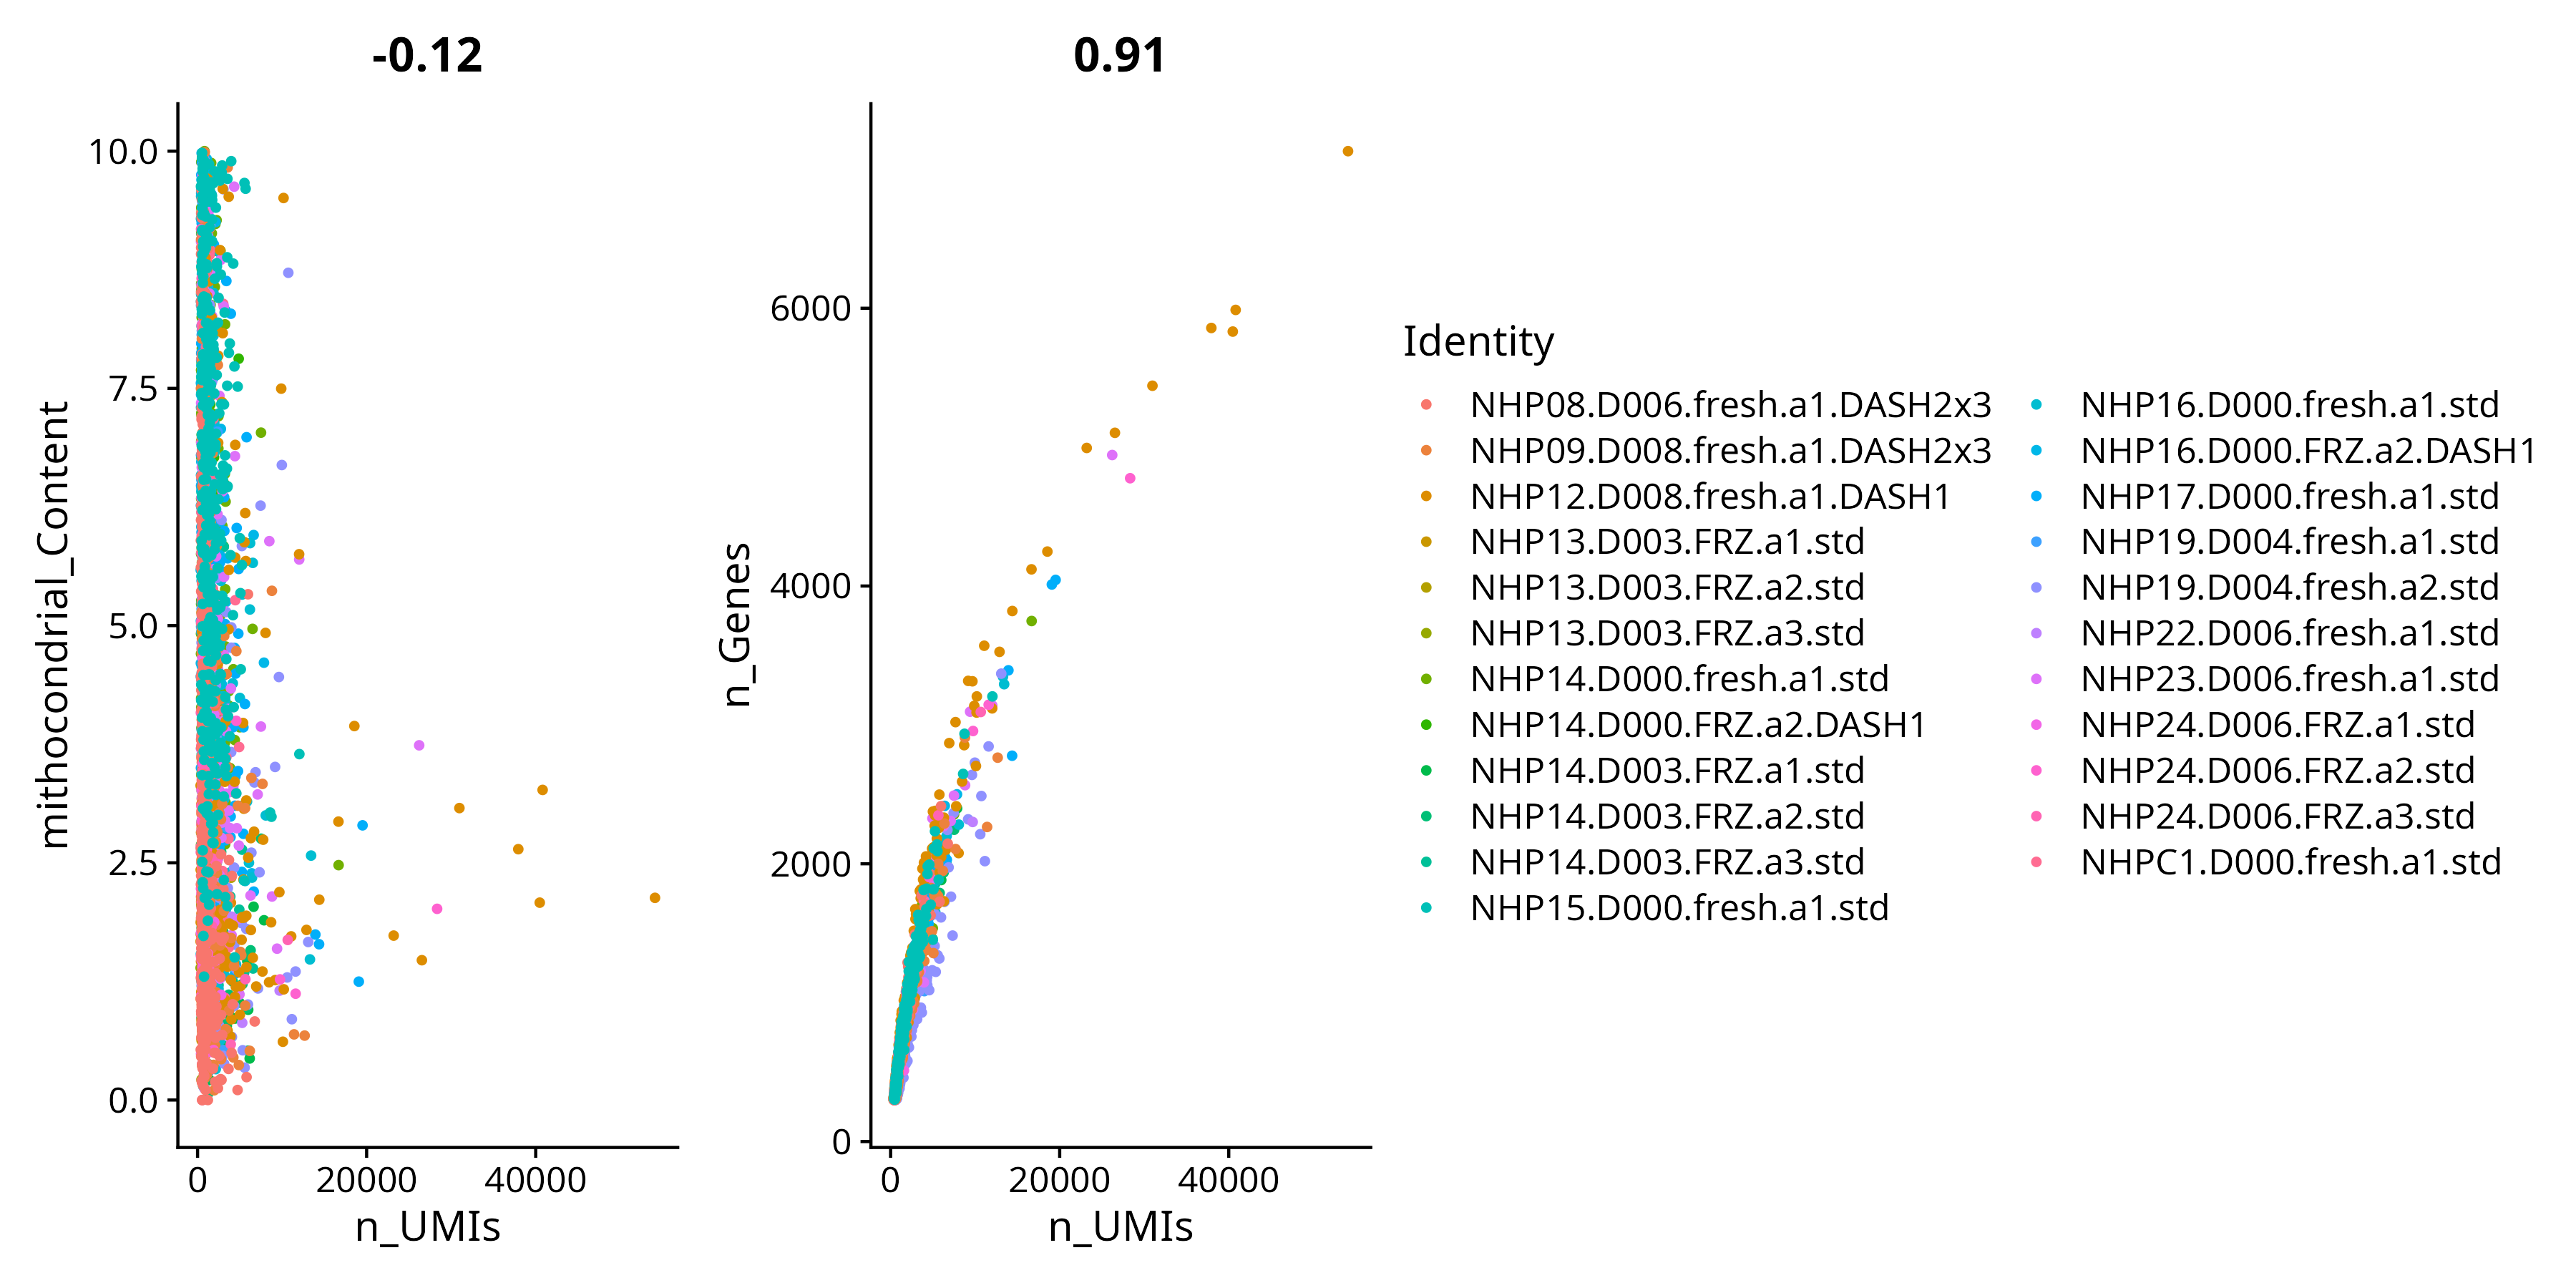 -0.12
mithocondrial_Content
10.0
7.5
5.0
2.5
0.0
0 20000 40000
n_UMIs
0.91
n_Genes
6000
4000
2000
0
0 20000 40000
n_UMIs
Identity
NHP08.D006.fresh.a1.DASH2x3
NHP09.D008.fresh.a1.DASH2x3
NHP12.D008.fresh.a1.DASH1
NHP13.D003.FRZ.a1.std
NHP13.D003.FRZ.a2.std
NHP13.D003.FRZ.a3.std
NHP14.D000.fresh.a1.std
NHP14.D000.FRZ.a2.DASH1
NHP14.D003.FRZ.a1.std
NHP14.D003.FRZ.a2.std
NHP14.D003.FRZ.a3.std
NHP15.D000.fresh.a1.std
NHP16.D000.fresh.a1.std
NHP16.D000.FRZ.a2.DASH1
NHP17.D000.fresh.a1.std
NHP19.D004.fresh.a1.std
NHP19.D004.fresh.a2.std
NHP22.D006.fresh.a1.std
NHP23.D006.fresh.a1.std
NHP24.D006.FRZ.a1.std
NHP24.D006.FRZ.a2.std
NHP24.D006.FRZ.a3.std
NHPC1.D000.fresh.a1.std